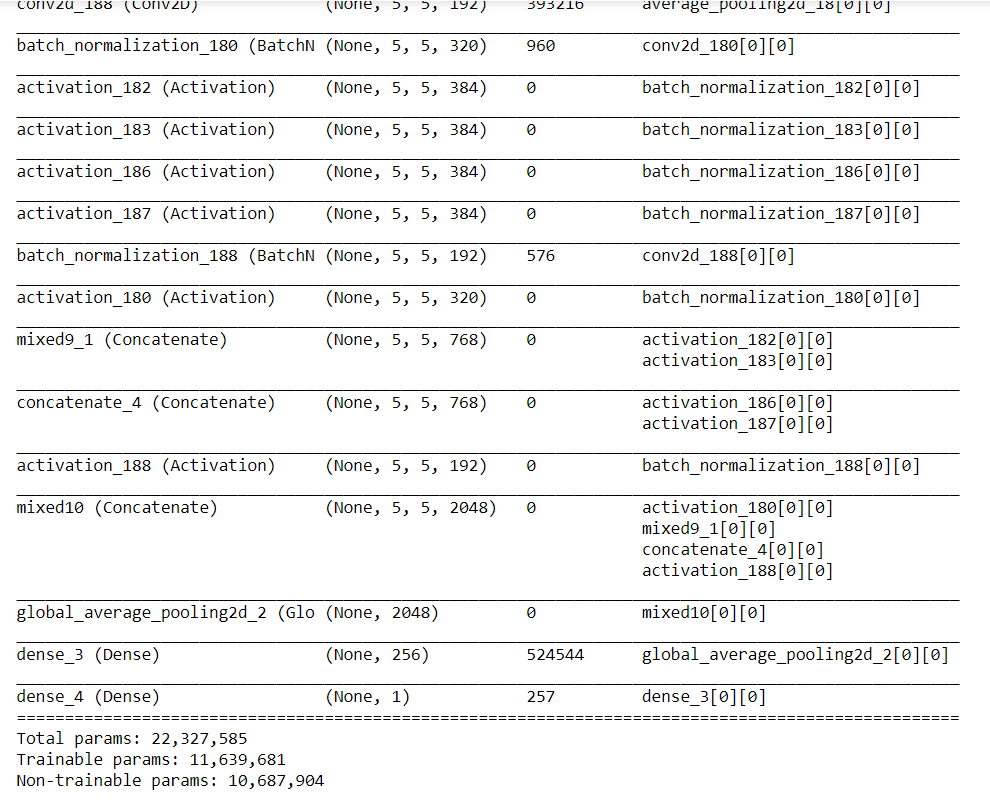 conv2d_188 (Conv2D) (None, 5, 5, 192) 393216 average_pooling2d_18[0][0]
batch_normalization_180 (BatchN (None, 5, 5, 320) 960 conv2d_180[0][0]
activation_182 (Activation) (None, 5, 5, 384) 0 batch_normalization_182[0][0]
activation_183 (Activation) (None, 5, 5, 384) 0 batch_normalization_183[0][0]
activation_186 (Activation) (None, 5, 5, 384) 0 batch_normalization_186[0][0]
activation_187 (Activation) (None, 5, 5, 384) 0 batch_normalization_187[0][0]
batch_normalization_188 (BatchN (None, 5, 5, 192) 576 conv2d_188[0][0]
activation_180 (Activation) (None, 5, 5, 320) 0 batch_normalization_180[0][0]
mixed9_1 (Concatenate) (None, 5, 5, 768) 0 activation_182[0][0]
activation_183[0][0]
concatenate_4 (Concatenate) (None, 5, 5, 768) 0 activation_186[0][0]
activation_187[0][0]
activation_188 (Activation) (None, 5, 5, 192) 0 batch_normalization_188[0][0]
mixed10 (Concatenate) (None, 5, 5, 2048) 0 activation_180[0][0]
mixed9_1[0][0]
concatenate_4[0][0]
activation_188[0][0]
global_average_pooling2d_2 (Glo (None, 2048) 0 mixed10[0][0]
dense_3 (Dense) (None, 256) 524544 global_average_pooling2d_2[0][0]
dense_4 (Dense) (None, 1) 257 dense_3[0][0]
Total params: 22,327,585
Trainable params: 11,639,681
Non-trainable params: 10,687,904